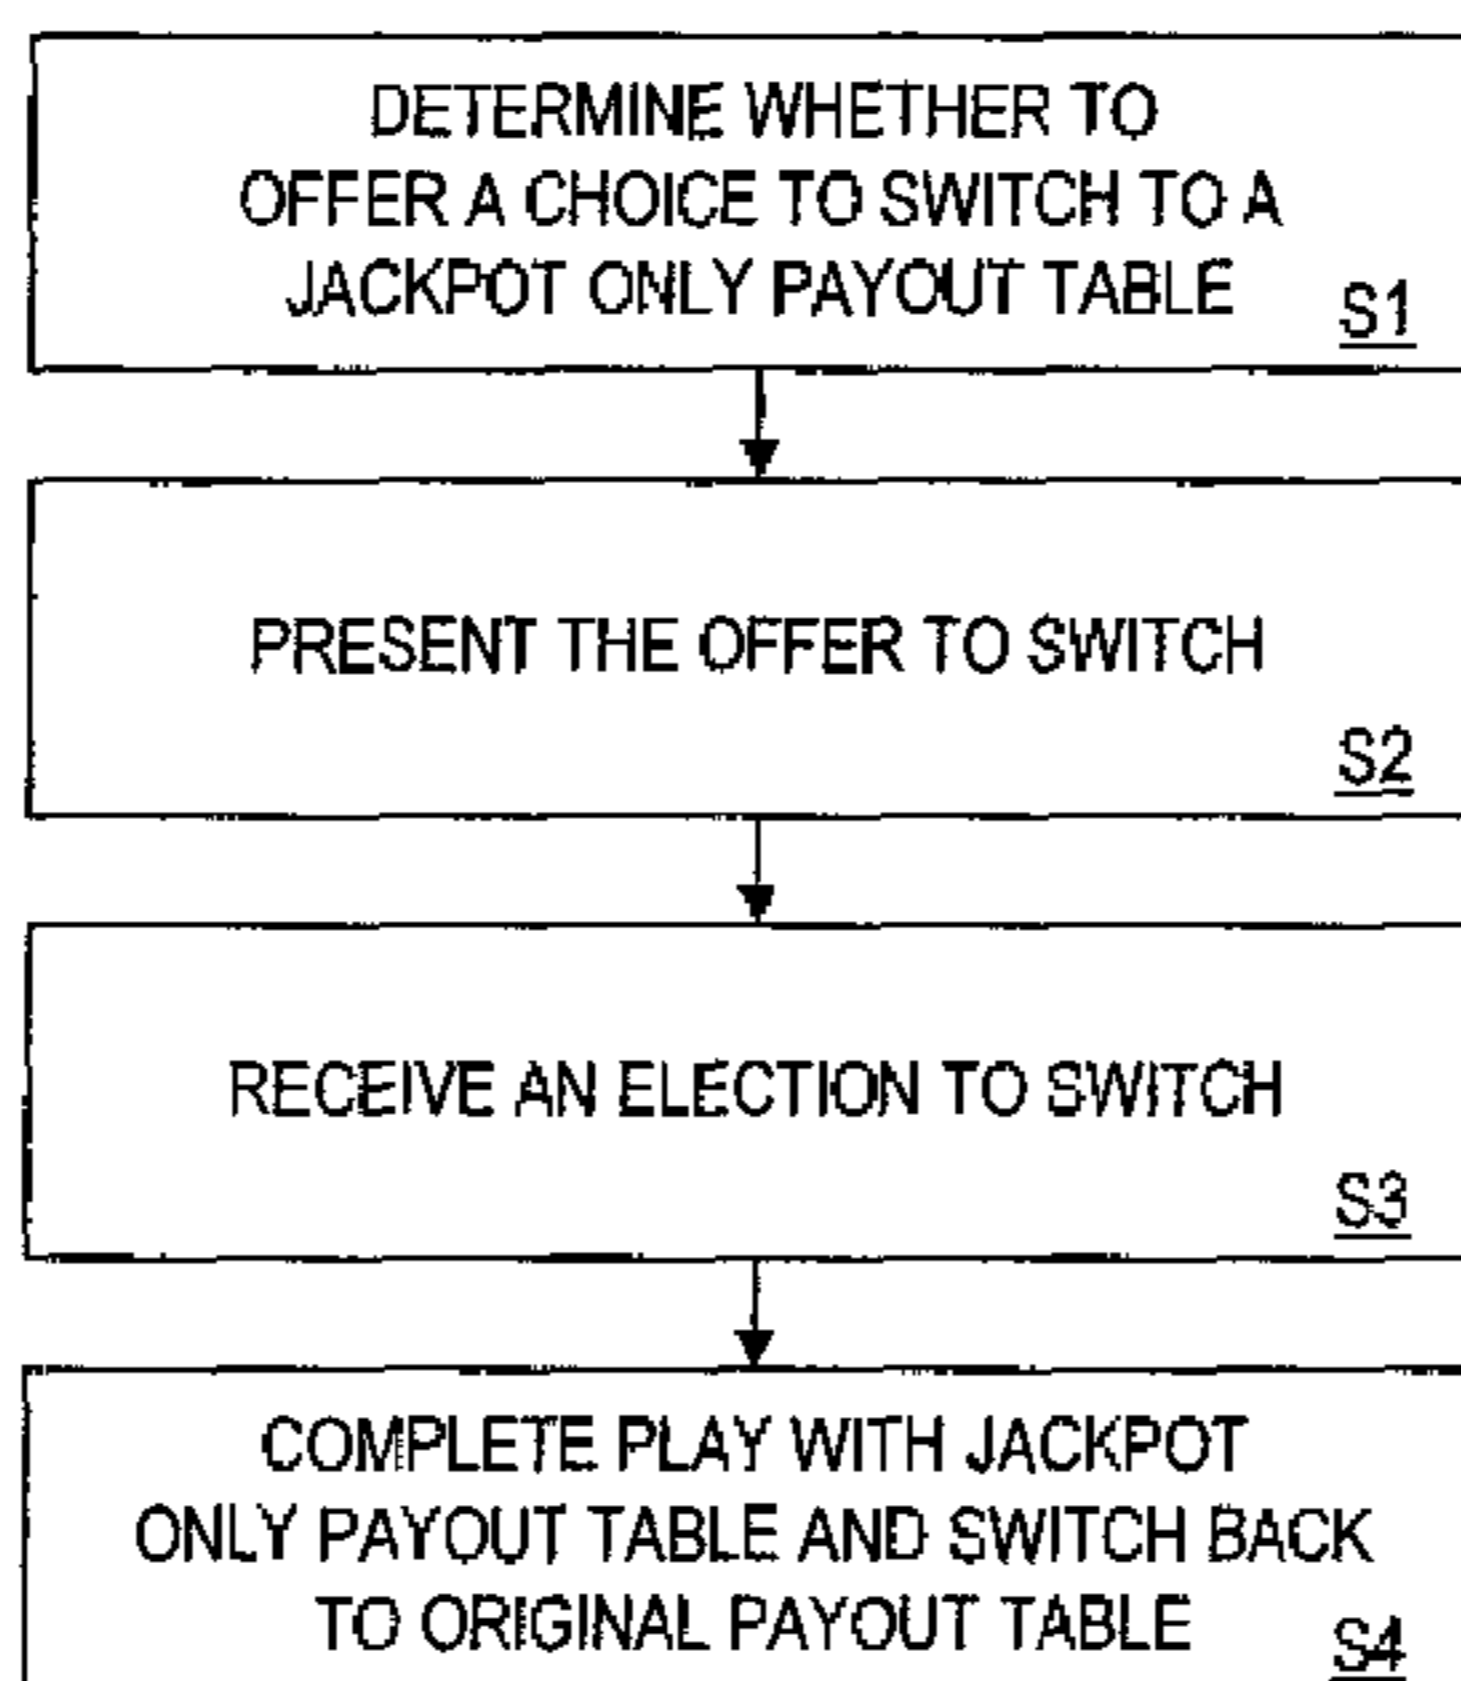 DETERMINE WHETHER TO
OFFER A CHOICE TO SWITCH TO A
JACKPOT ONLY PAYOUT TABLE
S1
PRESENT THE OFFER TO SWITCH
S2
RECEIVE AN ELECTION TO SWITCH
S3
COMPLETE PLAY WITH JACKPOT
ONLY PAYOUT TABLE AND SWITCH BACK
TO ORIGINAL PAYOUT TABLE
S4